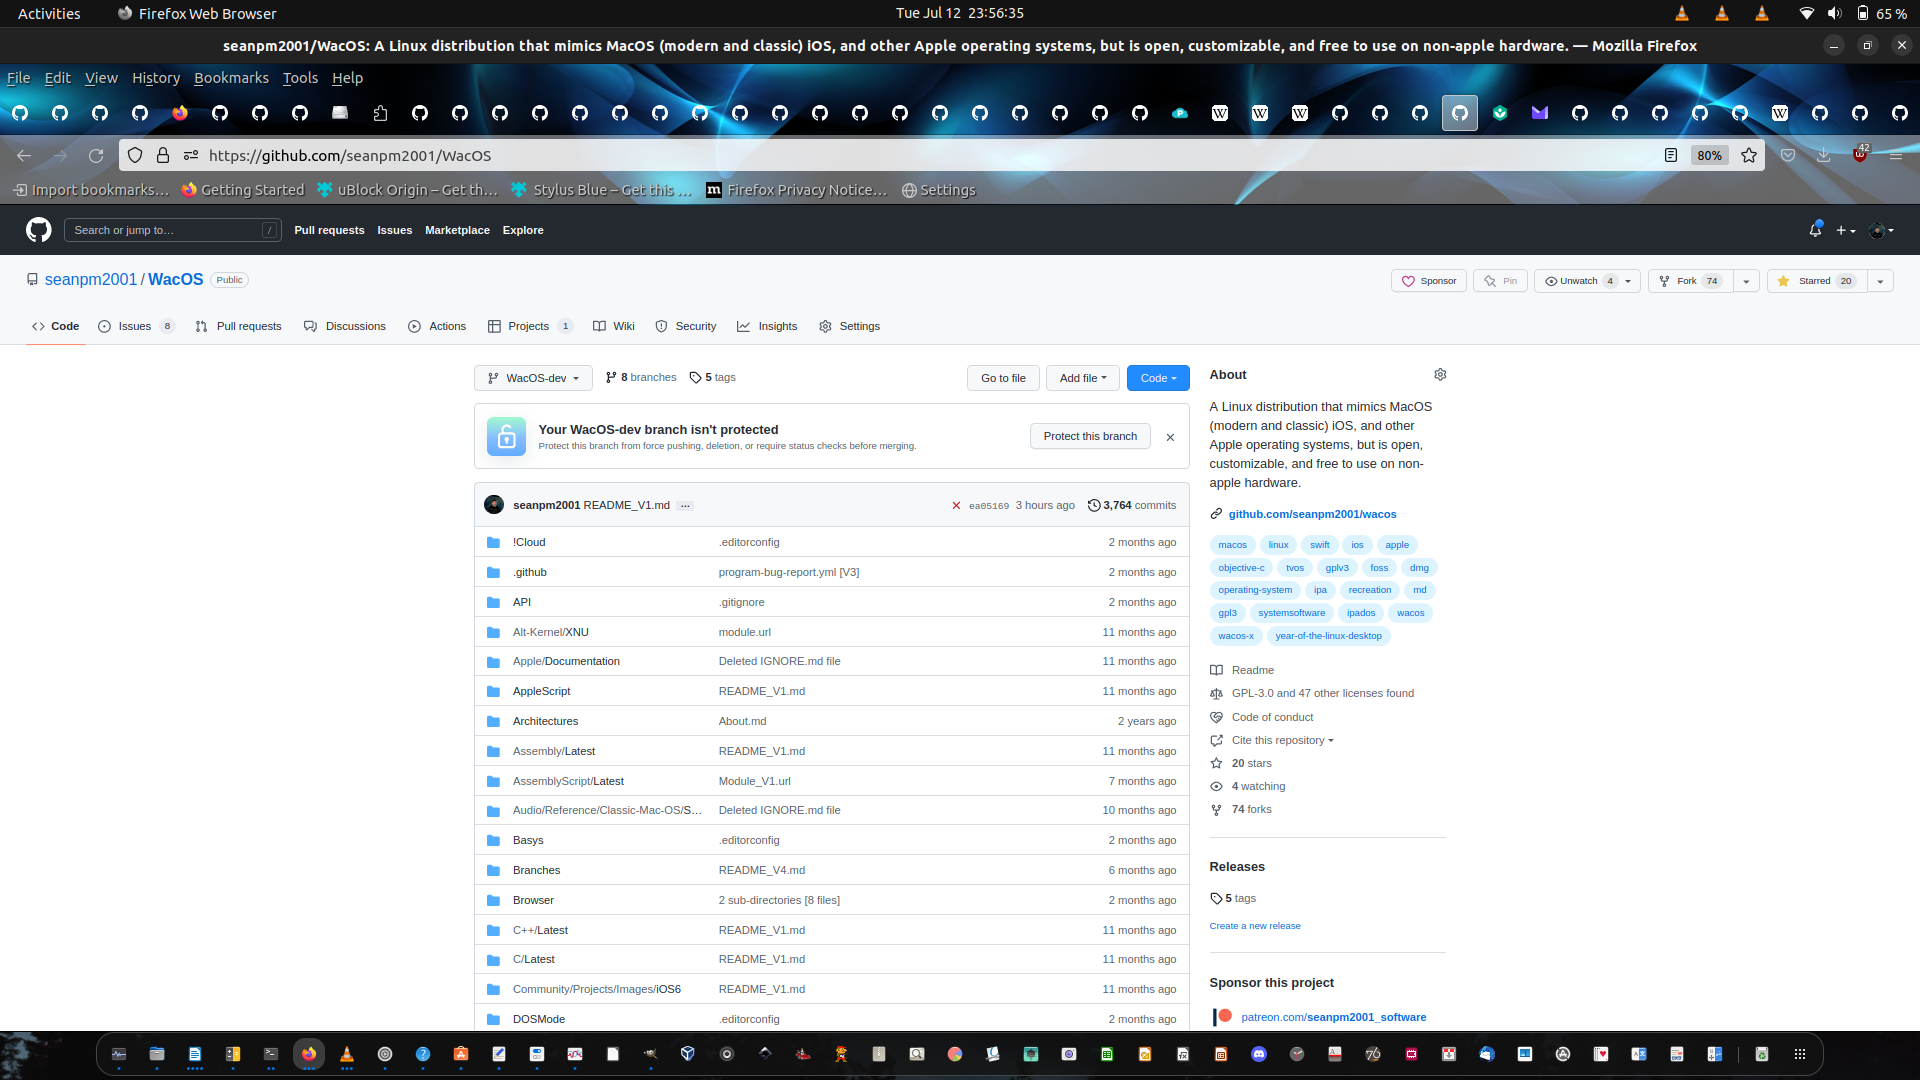 Activities
Firefox Web Browser
Tue Jul 12 23:56:35
65 %
seanpm2001/WacOS: A Linux distribution that mimics MacOS (modern and classic) iOS, and other Apple operating systems, but is open, customizable, and free to use on non-apple hardware. — Mozilla Firefox
File Edit View History Bookmarks Tools Help
https://github.com/seanpm2001/WacOS
80%
42
Import bookmarks… Getting Started uBlock Origin – Get th… Stylus Blue – Get this … Firefox Privacy Notice… Settings
Search or jump to… /
Pull requests Issues Marketplace Explore
seanpm2001 / WacOS Public
Sponsor Pin Unwatch 4 Fork 74 Starred 20
Code Issues 8 Pull requests Discussions Actions Projects 1 Wiki Security Insights Settings
WacOS-dev 8 branches 5 tags
Go to file Add file Code
Your WacOS-dev branch isn't protected
Protect this branch from force pushing, deletion, or require status checks before merging.
Protect this branch
seanpm2001 README_V1.md … ea05169 3 hours ago 3,764 commits
!Cloud .editorconfig 2 months ago
.github program-bug-report.yml [V3] 2 months ago
API .gitignore 2 months ago
Alt-Kernel/XNU module.url 11 months ago
Apple/Documentation Deleted IGNORE.md file 11 months ago
AppleScript README_V1.md 11 months ago
Architectures About.md 2 years ago
Assembly/Latest README_V1.md 11 months ago
AssemblyScript/Latest Module_V1.url 7 months ago
Audio/Reference/Classic-Mac-OS/S… Deleted IGNORE.md file 10 months ago
Basys .editorconfig 2 months ago
Branches README_V4.md 6 months ago
Browser 2 sub-directories [8 files] 2 months ago
C++/Latest README_V1.md 11 months ago
C/Latest README_V1.md 11 months ago
Community/Projects/Images/iOS6 README_V1.md 11 months ago
DOSMode .editorconfig 2 months ago
About
A Linux distribution that mimics MacOS
(modern and classic) iOS, and other
Apple operating systems, but is open,
customizable, and free to use on non-
apple hardware.
github.com/seanpm2001/wacos
macos linux swift ios apple
objective-c tvos gplv3 foss dmg
operating-system ipa recreation md
gpl3 systemsoftware ipados wacos
wacos-x year-of-the-linux-desktop
Readme
GPL-3.0 and 47 other licenses found
Code of conduct
Cite this repository
20 stars
4 watching
74 forks
Releases
5 tags
Create a new release
Sponsor this project
patreon.com/seanpm2001_software